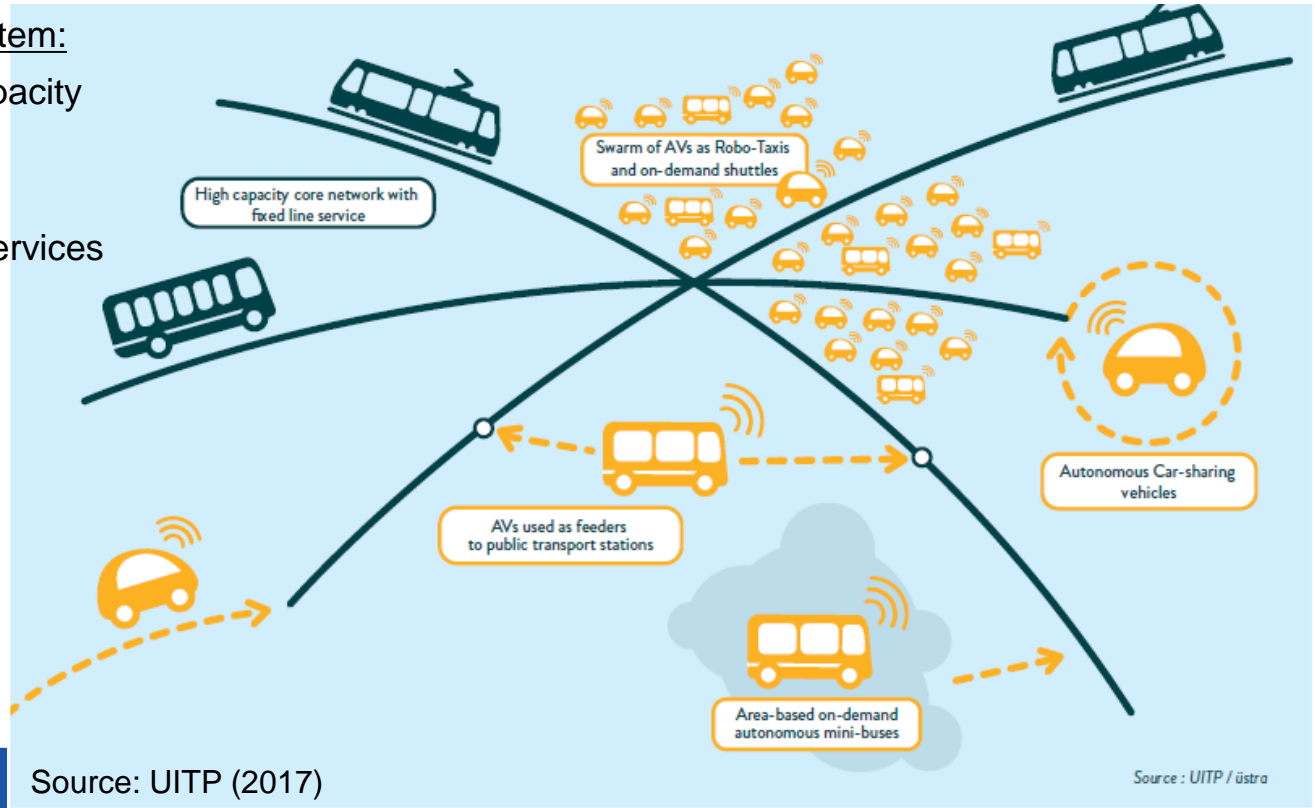 tem:
pacity
ervices
High capacity core network with
fixed line service
Swarm of AVs as Robo-Taxis
and on-demand shuttles
Autonomous Car-sharing
vehicles
AVs used as feeders
to public transport stations
Area-based on-demand
autonomous mini-buses
Source: UITP (2017)
Source : UITP / üstra